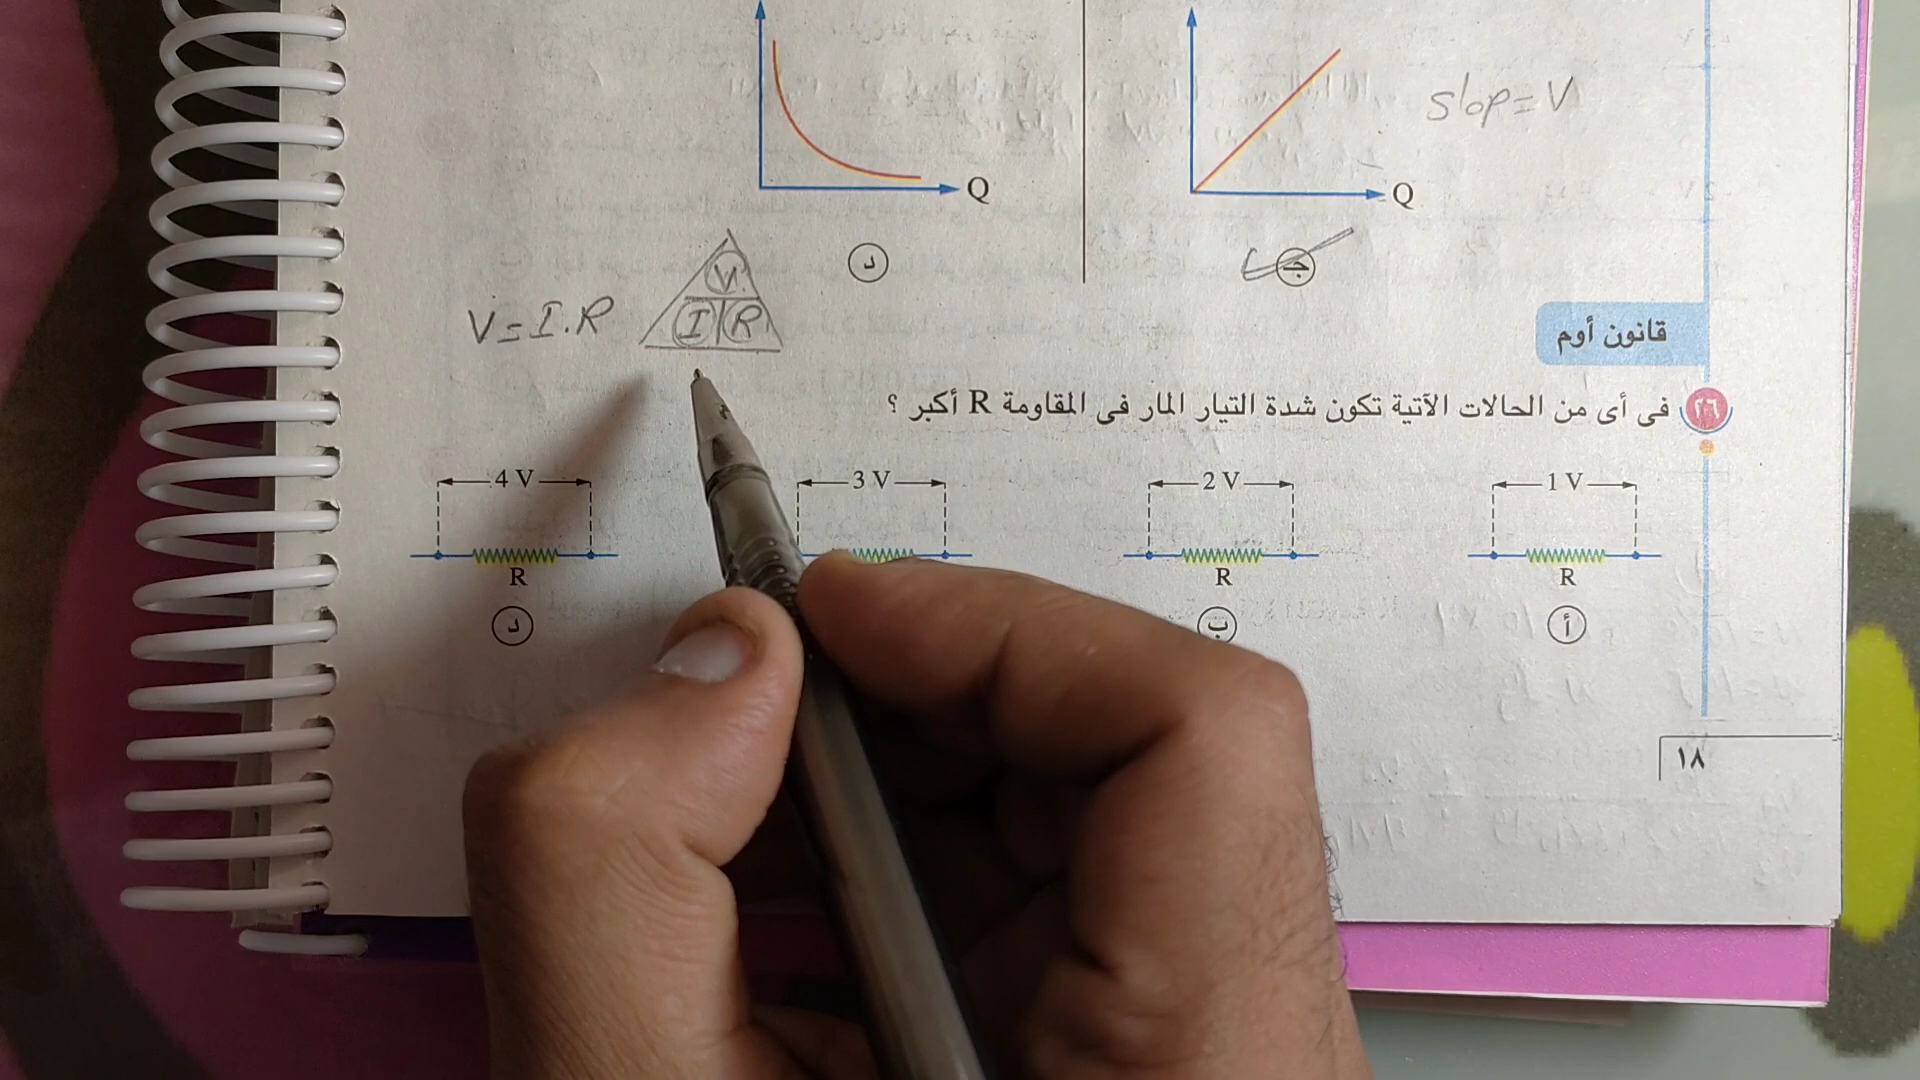 Q
Q
slop=V
د
جـ
V=I.R
V
I R
قانون أوم
٢٦ فى أى من الحالات الآتية تكون شدة التيار المار فى المقاومة R أكبر ؟
1 V
2 V
3 V
4 V
R
R
R
أ
ب
د
١٨